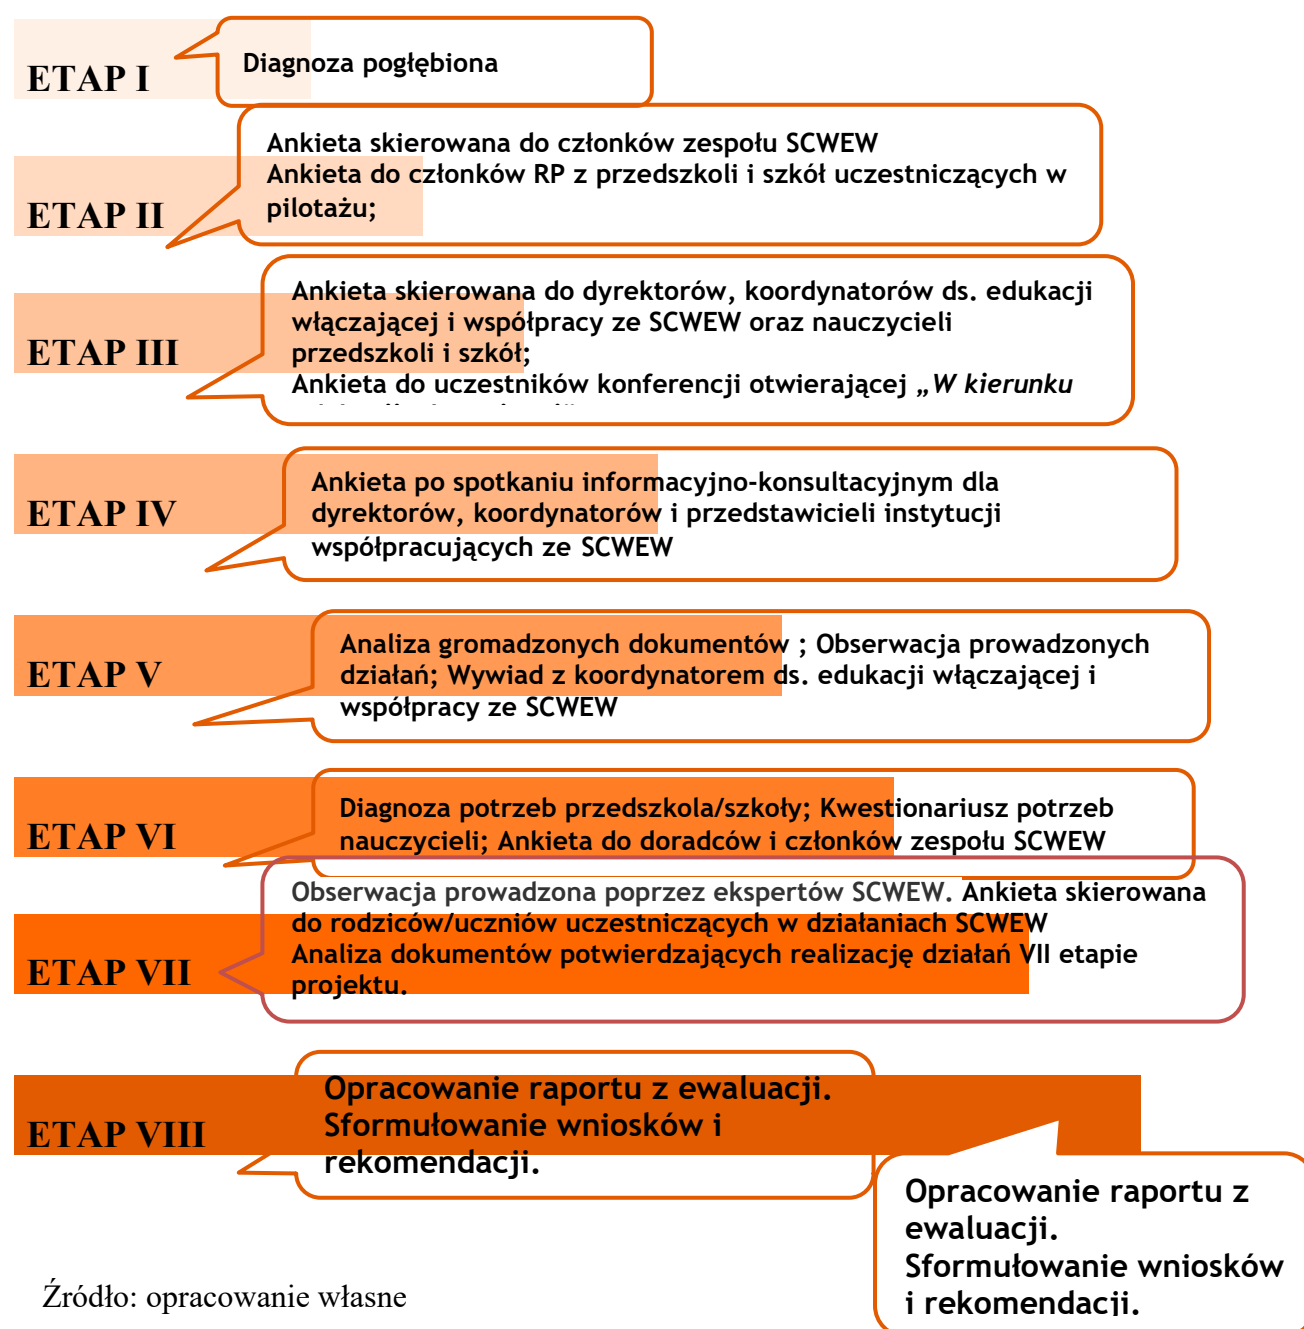 ETAP I
Diagnoza pogłębiona
ETAP II
Ankieta skierowana do członków zespołu SCWEW
Ankieta do członków RP z przedszkoli i szkół uczestniczących w
pilotażu;
ETAP III
Ankieta skierowana do dyrektorów, koordynatorów ds. edukacji
włączającej i współpracy ze SCWEW oraz nauczycieli
przedszkoli i szkół;
Ankieta do uczestników konferencji otwierającej „W kierunku
ETAP IV
Ankieta po spotkaniu informacyjno-konsultacyjnym dla
dyrektorów, koordynatorów i przedstawicieli instytucji
współpracujących ze SCWEW
ETAP V
Analiza gromadzonych dokumentów ; Obserwacja prowadzonych
działań; Wywiad z koordynatorem ds. edukacji włączającej i
współpracy ze SCWEW
ETAP VI
Diagnoza potrzeb przedszkola/szkoły; Kwestionariusz potrzeb
nauczycieli; Ankieta do doradców i członków zespołu SCWEW
ETAP VII
Obserwacja prowadzona poprzez ekspertów SCWEW. Ankieta skierowana
do rodziców/uczniów uczestniczących w działaniach SCWEW
Analiza dokumentów potwierdzających realizację działań VII etapie
projektu.
ETAP VIII
Opracowanie raportu z ewaluacji.
Sformułowanie wniosków i
rekomendacji.
Opracowanie raportu z
ewaluacji.
Sformułowanie wniosków
i rekomendacji.
Źródło: opracowanie własne